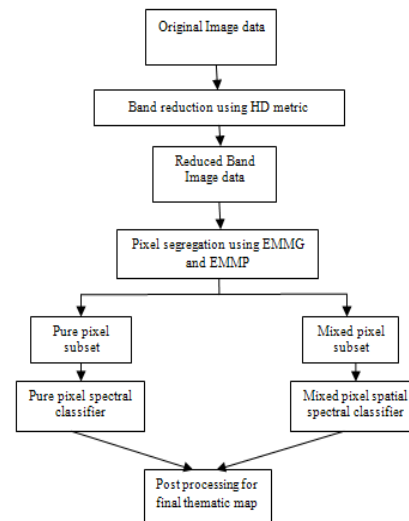 Original Image data
Band reduction using HD metric
Reduced Band
Image data
Pixel segregation using EMMG
and EMMP
Pure pixel
subset
Mixed pixel
subset
Pure pixel spectral
classifier
Mixed pixel spatial
spectral classifier
Post processing for
final thematic map